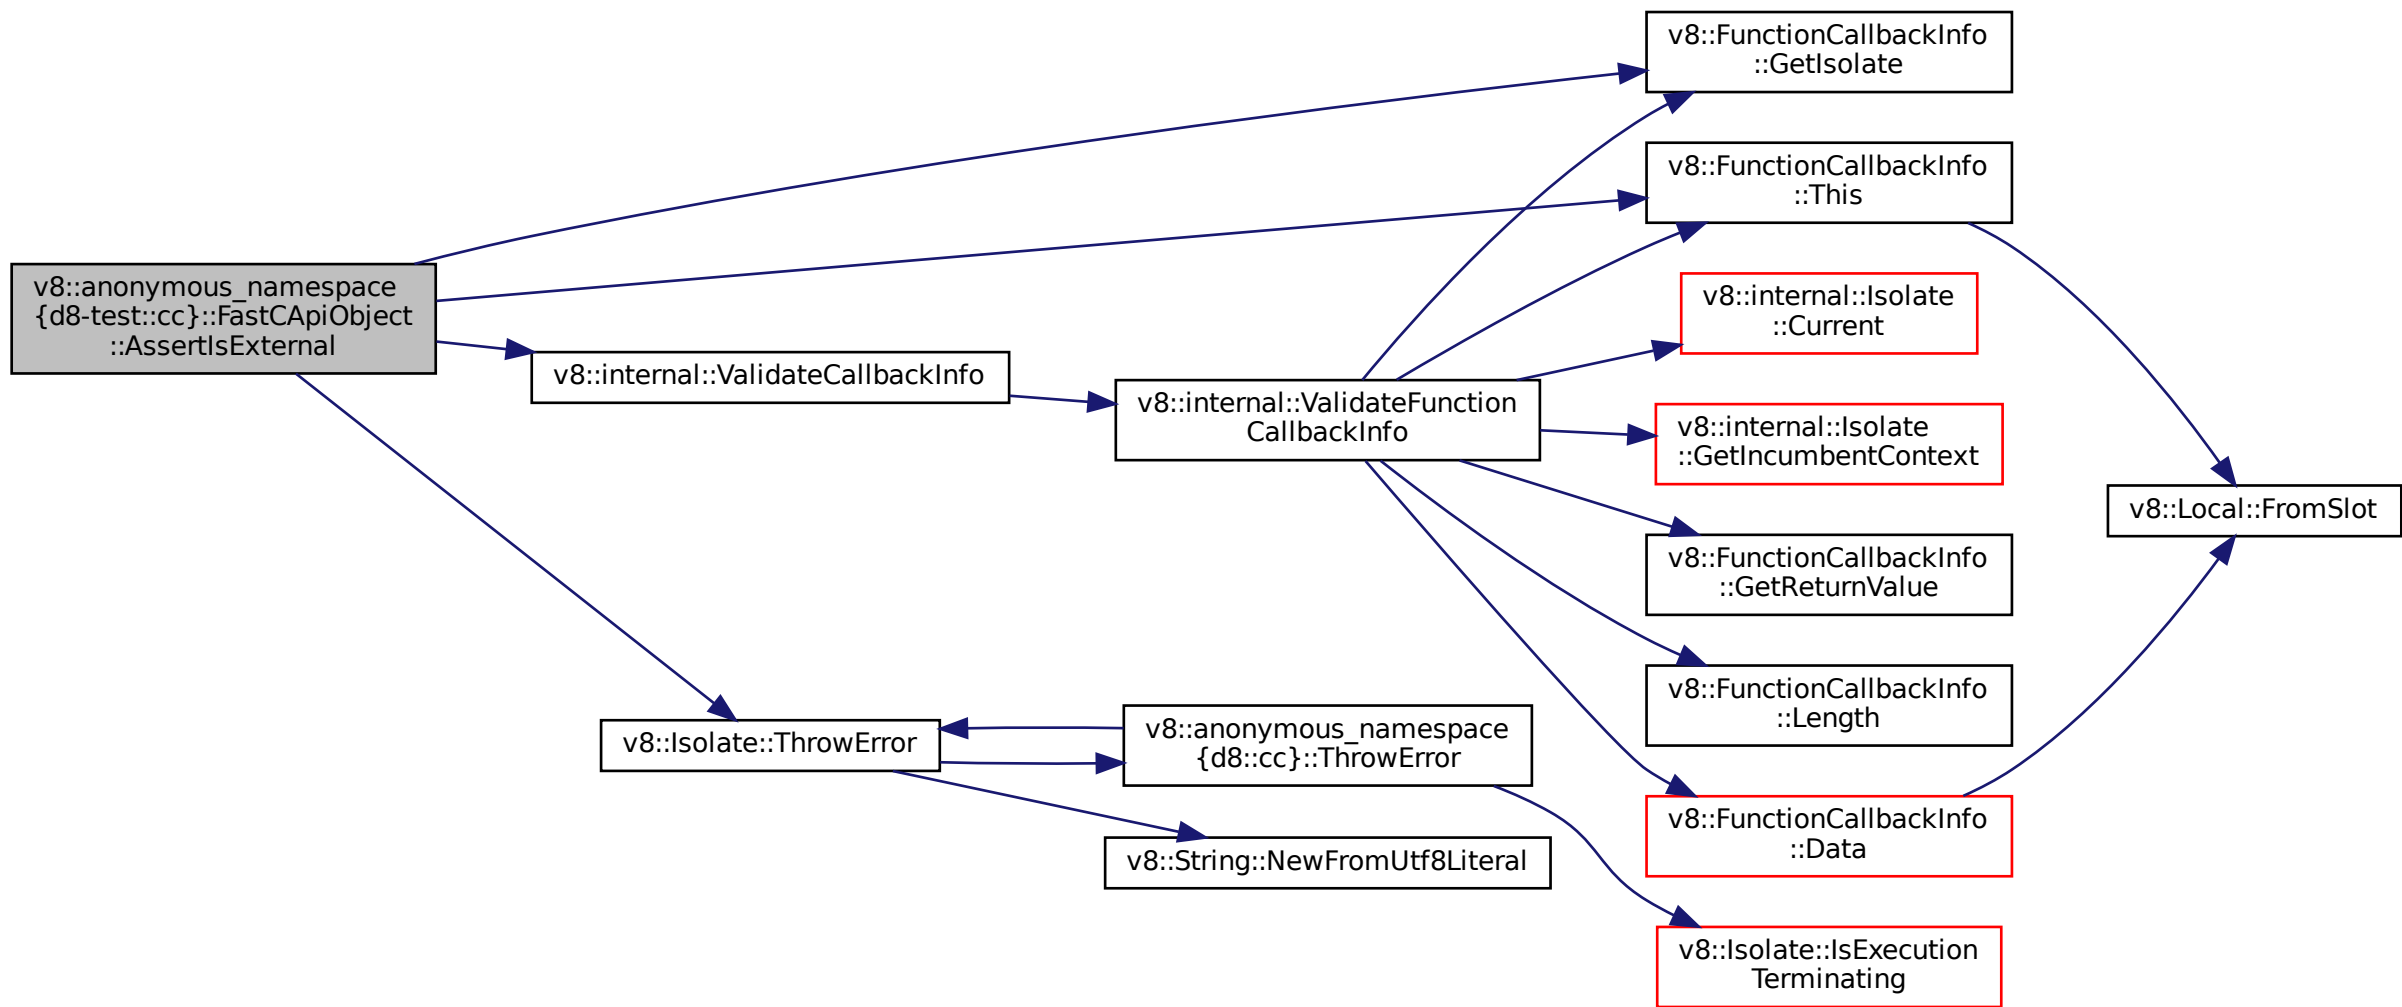 v8::anonymous_namespace
{d8-test::cc}::FastCApiObject
::AssertIsExternal
v8::FunctionCallbackInfo
::GetIsolate
v8::FunctionCallbackInfo
::This
v8::internal::ValidateCallbackInfo
v8::internal::ValidateFunction
CallbackInfo
v8::internal::Isolate
::Current
v8::internal::Isolate
::GetIncumbentContext
v8::FunctionCallbackInfo
::GetReturnValue
v8::FunctionCallbackInfo
::Length
v8::FunctionCallbackInfo
::Data
v8::Local::FromSlot
v8::Isolate::ThrowError
v8::anonymous_namespace
{d8::cc}::ThrowError
v8::String::NewFromUtf8Literal
v8::Isolate::IsExecution
Terminating